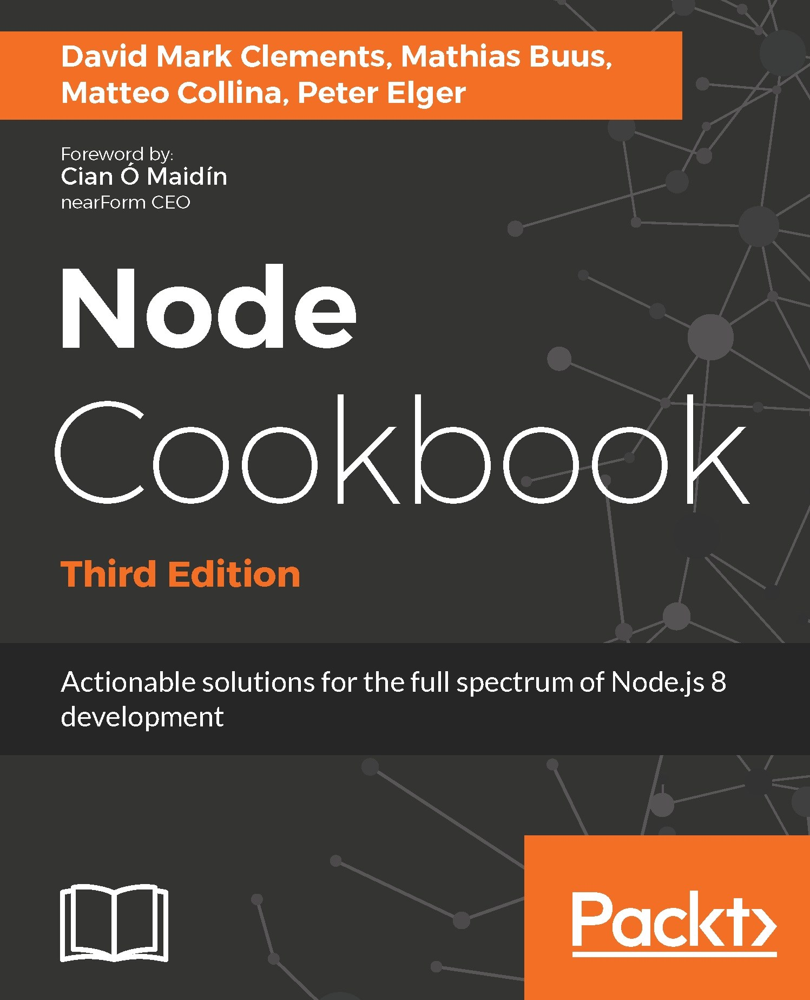 David Mark Clements, Mathias Buus,
Matteo Collina, Peter Elger
Foreword by:
Cian Ó Maidín
nearForm CEO
Node
Cookbook
Third Edition
Actionable solutions for the full spectrum of Node.js 8
development
Packt>